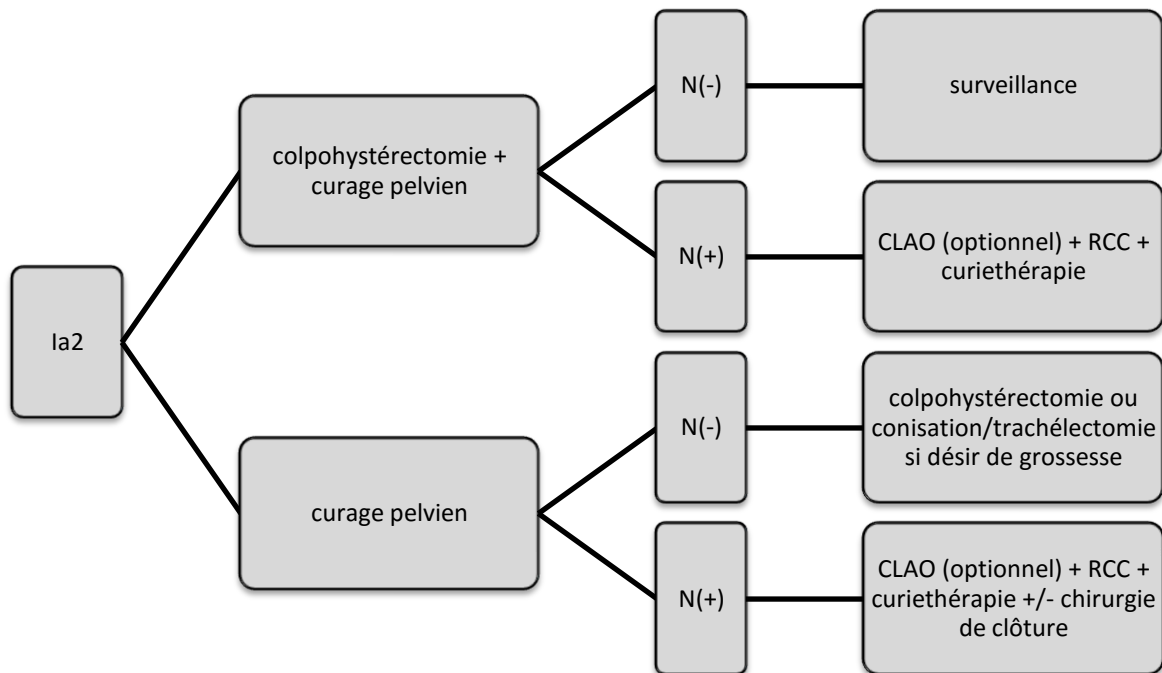 Ia2
colpohystérectomie +
curage pelvien
N(-)
surveillance
N(+)
CLAO (optionnel) + RCC +
curiethérapie
curage pelvien
N(-)
colpohystérectomie ou
conisation/trachélectomie
si désir de grossesse
N(+)
CLAO (optionnel) + RCC +
curiethérapie +/- chirurgie
de clôture